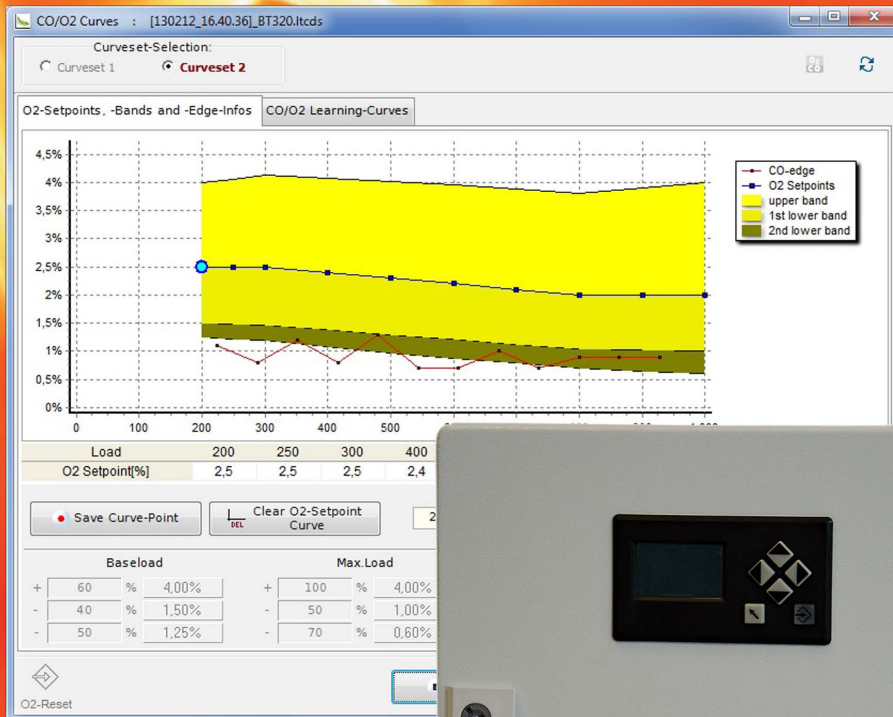 CO/O2 Curves : [130212_16.40.36]_BT320.ltcds
Curveset-Selection:
Curveset 1 Curveset 2
O2-Setpoints, -Bands and -Edge-Infos CO/O2 Learning-Curves
4,5%
4%
3,5%
3%
2,5%
2%
1,5%
1%
0,5%
0%
0 100 200 300 400 500
CO-edge
O2 Setpoints
upper band
1st lower band
2nd lower band
Load 200 250 300 400
O2 Setpoint[%] 2,5 2,5 2,5 2,4
Save Curve-Point
DEL Clear O2-Setpoint
Curve
2
Baseload Max.Load
+ 60 % 4,00% + 100 % 4,00%
- 40 % 1,50% - 50 % 1,00%
- 50 % 1,25% - 70 % 0,60%
O2-Reset